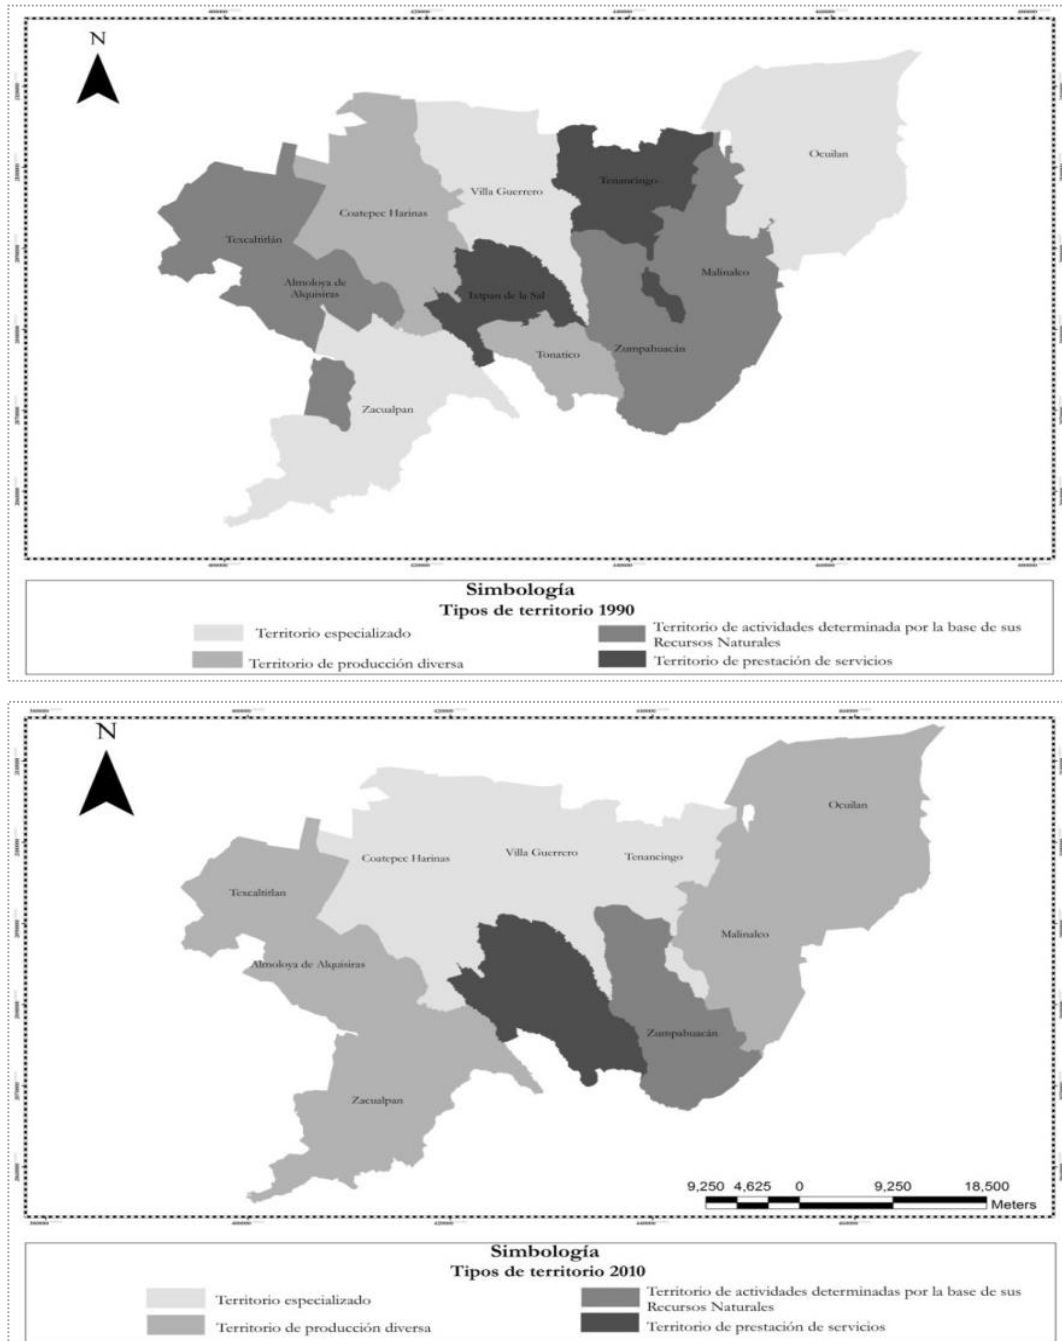 N
Ocuilan
Tenancingo
Villa Guerrero
Coatepec Harinas
Texcaltitlán
Malinalco
Almoloya de
Alquisiras
Ixtpan de la Sal
Zumpahuacán
Tonatico
Zacualpan
Simbología
Tipos de territorio 1990
Territorio especializado
Territorio de actividades determinada por la base de sus
Recursos Naturales
Territorio de producción diversa
Territorio de prestación de servicios
N
Ocuilan
Coatepec Harinas
Villa Guerrero
Tenancingo
Texcaltitlan
Malinalco
Almoloya de Alquisiras
Zumpahuacán
Zacualpan
9,250 4,625 0 9,250 18,500
Meters
Simbología
Tipos de territorio 2010
Territorio especializado
Territorio de actividades determinadas por la base de sus
Recursos Naturales
Territorio de producción diversa
Territorio de prestación de servicios